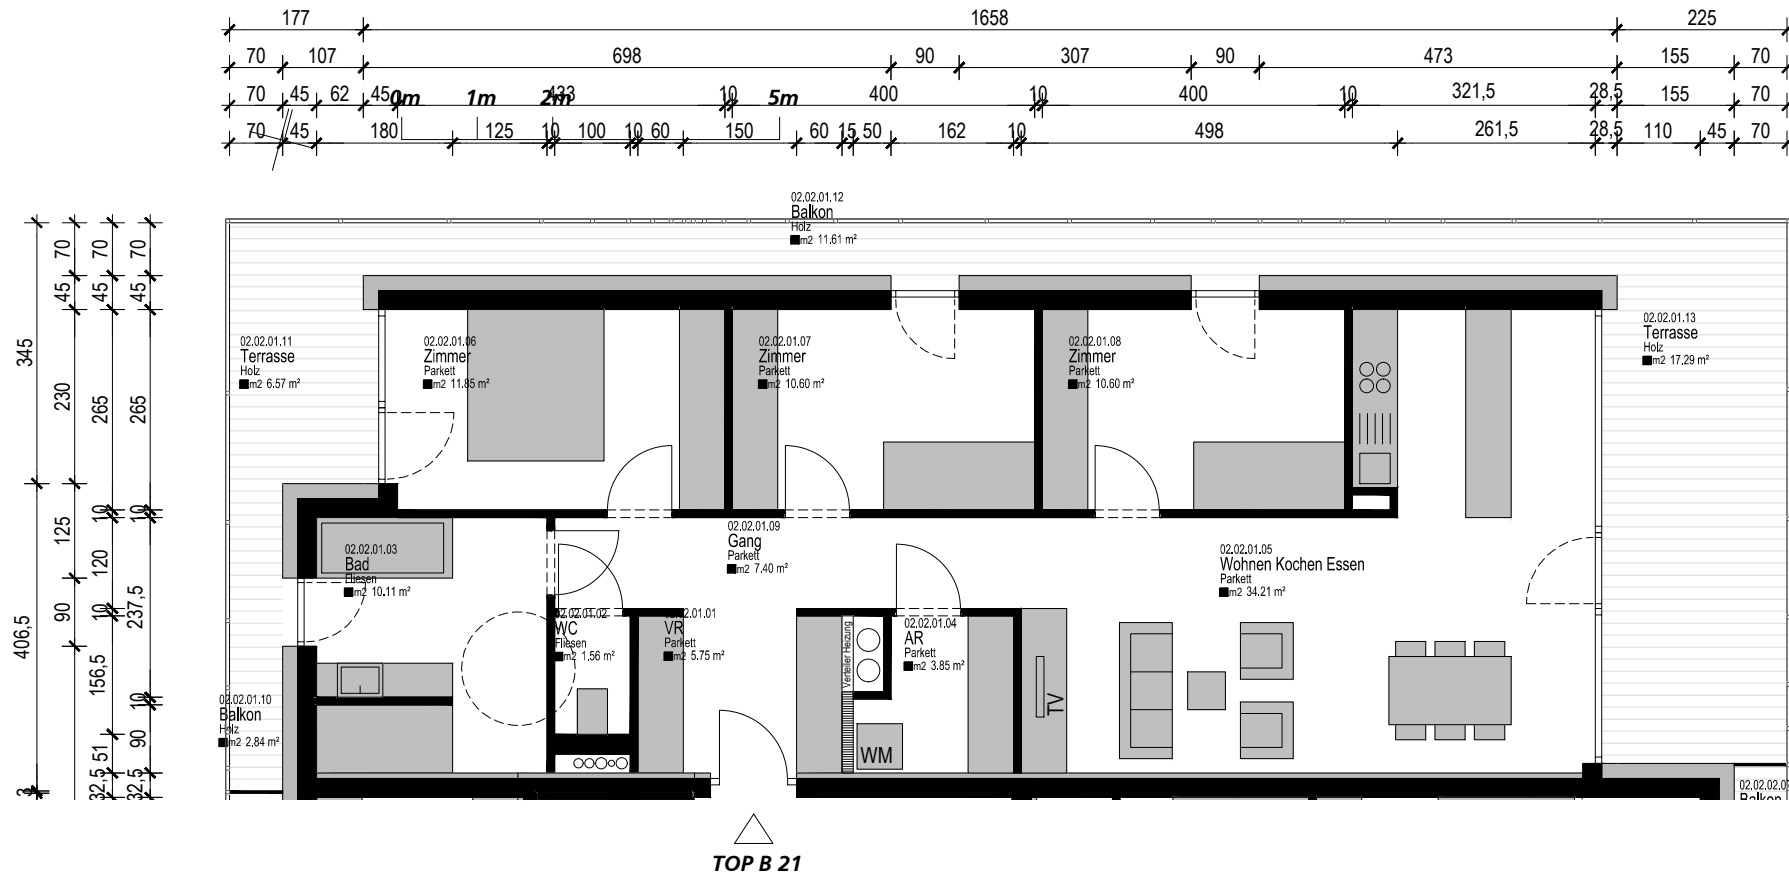 177 1658 225
70 107 698 90 307 90 473 155 70
70 45 62 45 433 10 400 10 400 10 321,5 28,5 155 70
0m 1m 2m 5m
70 45 180 125 10 100 10 60 150 60 15 50 162 10 498 261,5 28,5 110 45 70
345
406,5
3
70
45
230
125
90
70
45
265
10
120
10
156,5
51
32,5
70
45
265
10
237,5
10
90
32,5
02.02.01.12
Balkon
Holz
m2 11.61 m²
02.02.01.11
Terrasse
Holz
m2 6.57 m²
02.02.01.06
Zimmer
Parkett
m2 11.85 m²
02.02.01.07
Zimmer
Parkett
m2 10.60 m²
02.02.01.08
Zimmer
Parkett
m2 10.60 m²
02.02.01.13
Terrasse
Holz
m2 17.29 m²
02.02.01.03
Bad
Fliesen
m2 10.11 m²
02.02.01.09
Gang
Parkett
m2 7.40 m²
02.02.01.05
Wohnen Kochen Essen
Parkett
m2 34.21 m²
02.02.01.02
WC
Fliesen
m2 1.56 m²
02.02.01.01
VR
Parkett
m2 5.75 m²
Verteiler Heizung
02.02.01.04
AR
Parkett
m2 3.85 m²
WM
TV
02.02.01.10
Balkon
Holz
m2 2.84 m²
Balkon
TOP B 21